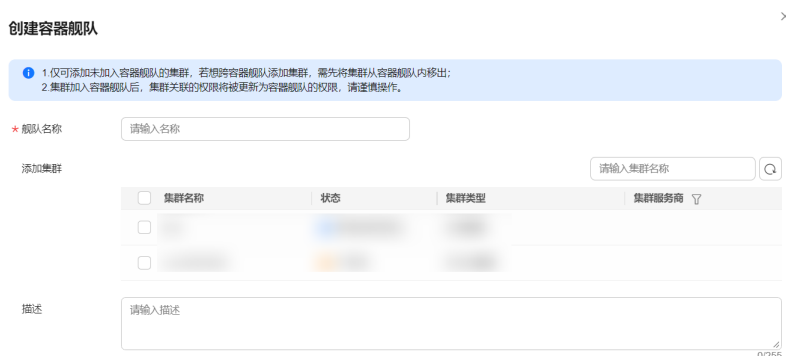 创建容器舰队
1.仅可添加未加入容器舰队的集群，若想跨容器舰队添加集群，需先将集群从容器舰队内移出；
2.集群加入容器舰队后，集群关联的权限将被更新为容器舰队的权限，请谨慎操作。
* 舰队名称 请输入名称
添加集群 请输入集群名称
集群名称 状态 集群类型 集群服务商
描述 请输入描述
0/255